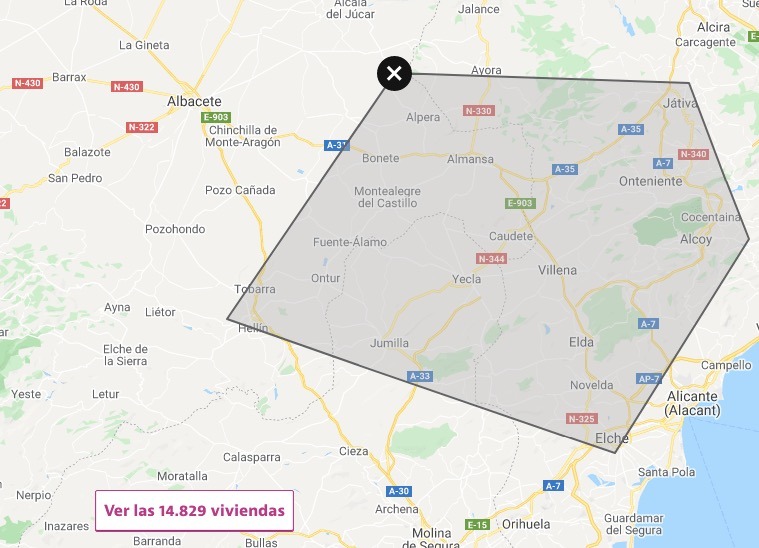 La Roda
Alcalá
del Júcar
Jalance
Alcira
Carcagente
La Gineta
Barrax
N-430
N-430
Albacete
Ayora
Játiva
E-903
N-322
Chinchilla de
Monte-Aragón
Alpera
N-330
A-35
A-31
Balazote
Bonete
Almansa
A-35
A-7
N-340
San Pedro
Pozo Cañada
Montealegre
del Castillo
Onteniente
E-903
Cocentaina
Pozohondo
Fuente-Álamo
Caudete
Alcoy
N-344
Villena
Ontur
Yecla
Tobarra
Ayna
Liétor
Hellín
A-7
Elche de
la Sierra
Jumilla
Elda
Campello
A-33
AP-7
Yeste
Letur
Novelda
Alicante
(Alacant)
N-325
Elche
Cieza
Calasparra
Santa Pola
Moratalla
A-30
A-7
Nerpio
Ver las 14.829 viviendas
Archena
Inazares
E-15
Orihuela
Guardamar
del Segura
Barranda
Bullas
Molina
de Segura